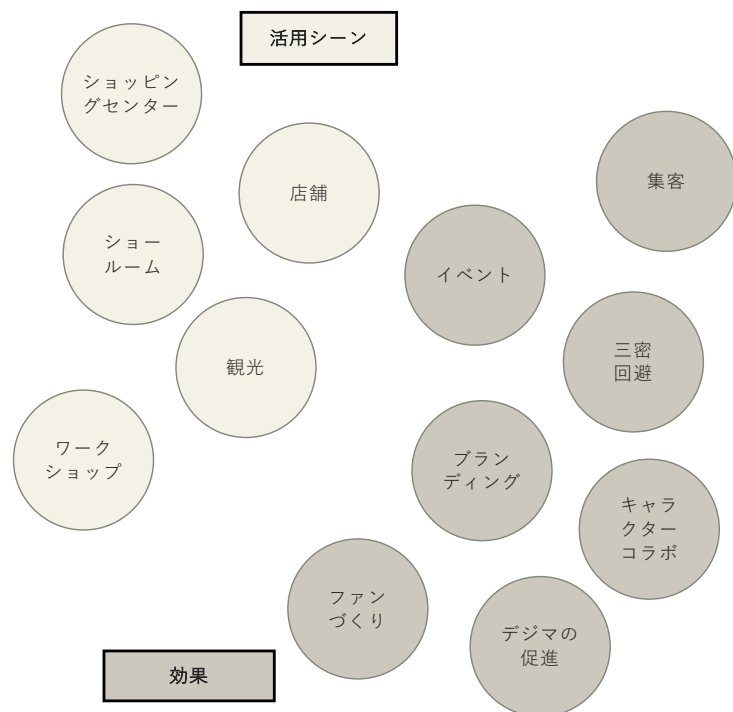 活用シーン
ショッピン
グセンター
店舗
集客
ショー
ルーム
イベント
三密
回避
観光
ワーク
ショップ
ブラン
ディング
キャラ
クター
コラボ
ファン
づくり
デジマの
促進
効果